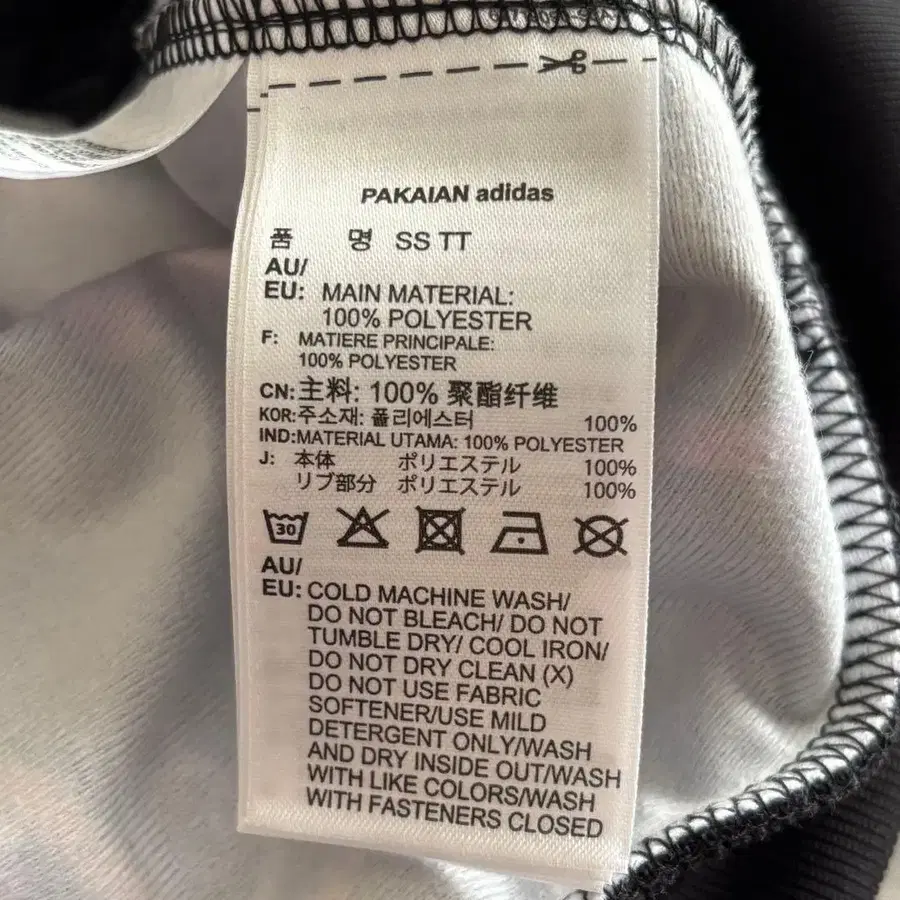 PAKAIAN adidas
품 명 SS TT
AU/
EU: MAIN MATERIAL:
100% POLYESTER
F: MATIERE PRINCIPALE:
100% POLYESTER
CN:主料: 100% 聚酯纤维
KOR:주소재: 폴리에스터 100%
IND:MATERIAL UTAMA: 100% POLYESTER
J: 本体 ポリエステル 100%
リブ部分 ポリエステル 100%
30
AU/
EU: COLD MACHINE WASH/
DO NOT BLEACH/ DO NOT
TUMBLE DRY/ COOL IRON/
DO NOT DRY CLEAN (X)
DO NOT USE FABRIC
SOFTENER/USE MILD
DETERGENT ONLY/WASH
AND DRY INSIDE OUT/WASH
WITH LIKE COLORS/WASH
WITH FASTENERS CLOSED